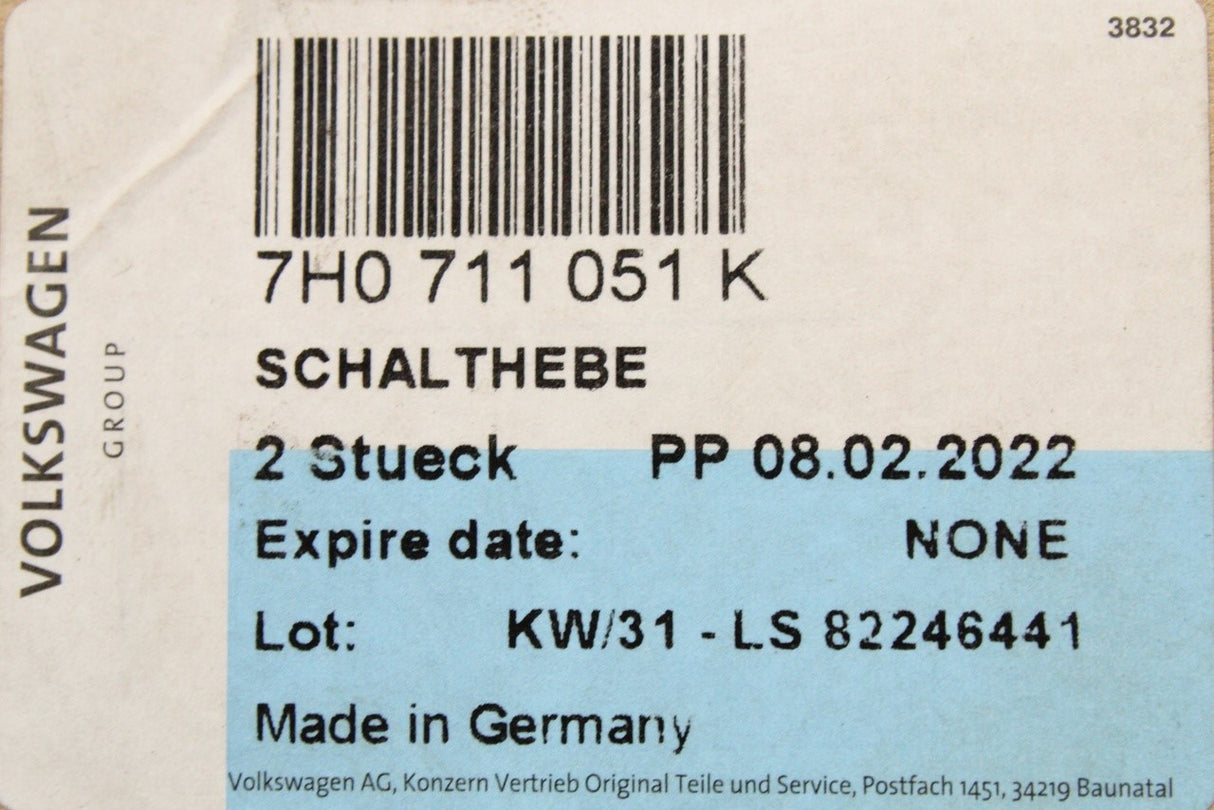 3832
VOLKSWAGEN
GROUP
7H0 711 051 K
SCHALTHEBE
2 Stueck PP 08.02.2022
Expire date: NONE
Lot: KW/31 - LS 82246441
Made in Germany
Volkswagen AG, Konzern Vertrieb Original Teile und Service, Postfach 1451, 34219 Baunatal